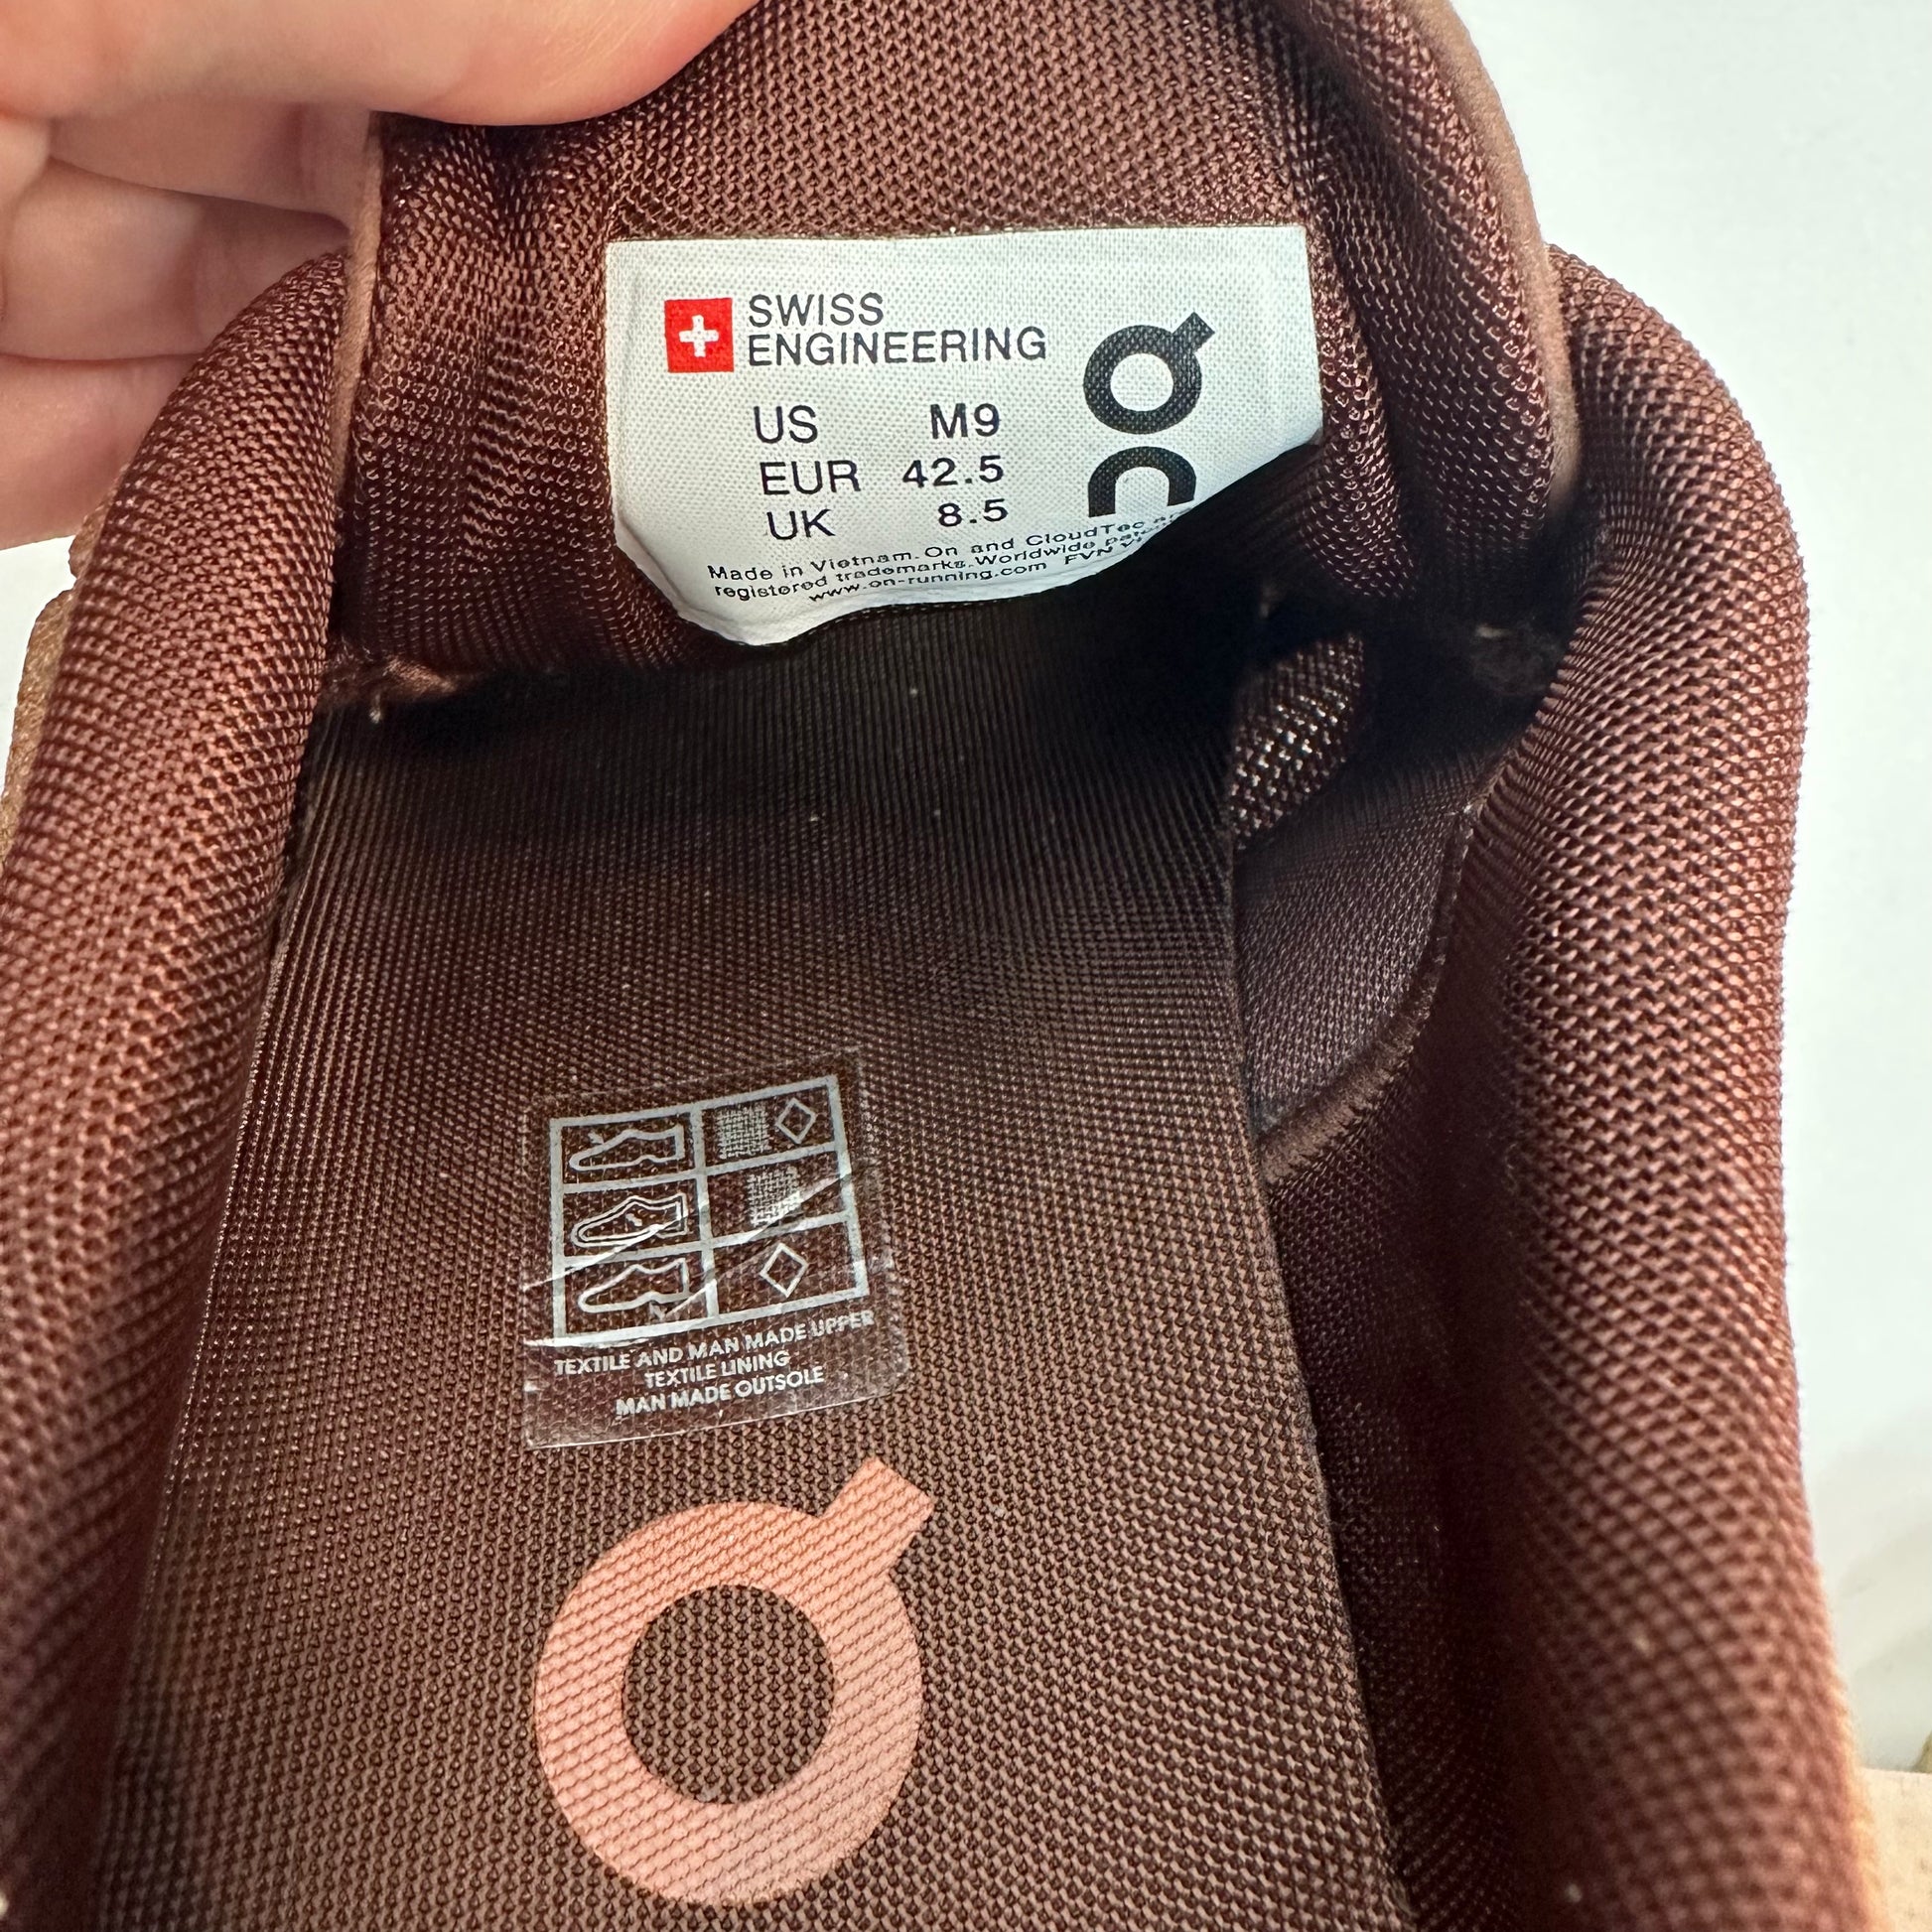 SWISS
ENGINEERING
US M9
EUR 42.5
UK 8.5
Made in Vietnam. On and CloudTec
registered trademarks. Worldwide
www.on-running.com FVN
TEXTILE AND MAN MADE UPPER
TEXTILE LINING
MAN MADE OUTSOLE